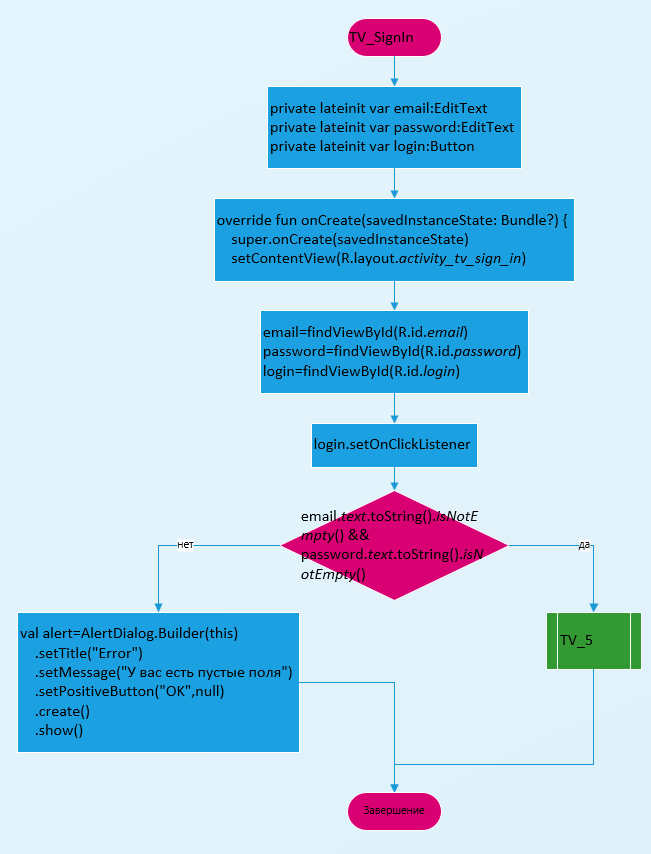 TV_SignIn
private lateinit var email:EditText
private lateinit var password:EditText
private lateinit var login:Button
override fun onCreate(savedInstanceState: Bundle?) {
super.onCreate(savedInstanceState)
setContentView(R.layout.activity_tv_sign_in)
email=findViewById(R.id.email)
password=findViewById(R.id.password)
login=findViewById(R.id.login)
login.setOnClickListener
email.text.toString().isNotE
mpty() &&
password.text.toString().isN
otEmpty()
нет
да
val alert=AlertDialog.Builder(this)
.setTitle("Error")
.setMessage("У вас есть пустые поля")
.setPositiveButton("OK",null)
.create()
.show()
TV_5
Завершение